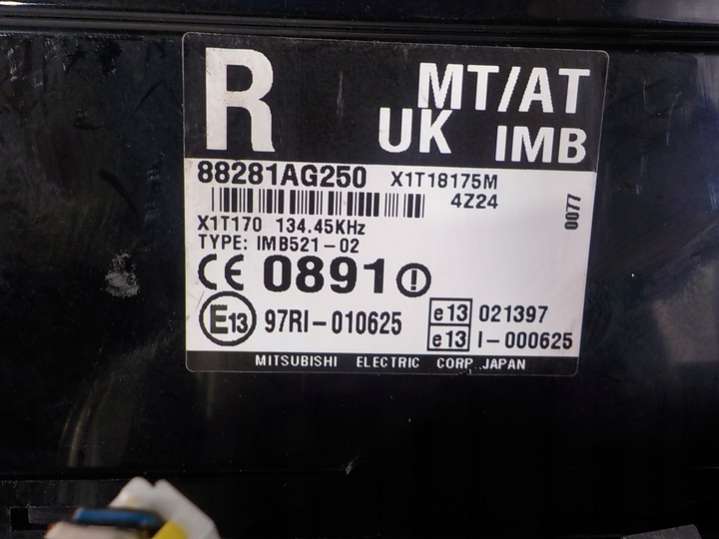 R MT/AT
UK IMB
88281AG250 X1T18175M
4Z24
0077
X1T170 134.45KHz
TYPE: IMB521-02
CE 0891
E13 97RI-010625
e13 021397
e13 I-000625
MITSUBISHI ELECTRIC CORP. JAPAN